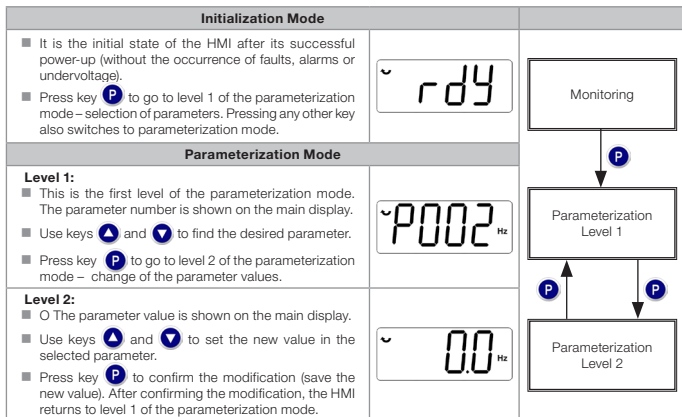 Initialization Mode
■ It is the initial state of the HMI after its successful
power-up (without the occurrence of faults, alarms or
undervoltage).
■ Press key P to go to level 1 of the parameterization
mode – selection of parameters. Pressing any other key
also switches to parameterization mode.
rdy
Parameterization Mode
Level 1:
■ This is the first level of the parameterization mode.
The parameter number is shown on the main display.
■ Use keys and to find the desired parameter.
■ Press key P to go to level 2 of the parameterization
mode – change of the parameter values.
P002 Hz
Level 2:
■ O The parameter value is shown on the main display.
■ Use keys and to set the new value in the
selected parameter.
■ Press key P to confirm the modification (save the
new value). After confirming the modification, the HMI
returns to level 1 of the parameterization mode.
0.0 Hz
Monitoring
P
Parameterization
Level 1
P
P
Parameterization
Level 2